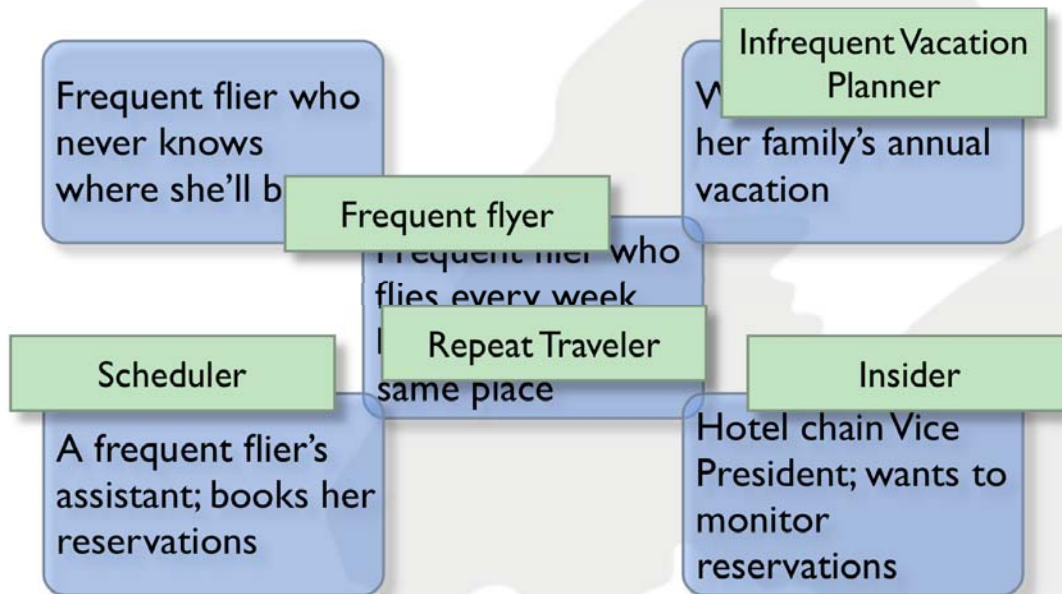 Frequent flier who
never knows
where she'll b
Infrequent Vacation
Planner
her family's annual
vacation
Frequent flyer
Frequent flier who
flies every week
Repeat Traveler
same place
Scheduler
A frequent flier's
assistant; books her
reservations
Insider
Hotel chain Vice
President; wants to
monitor
reservations